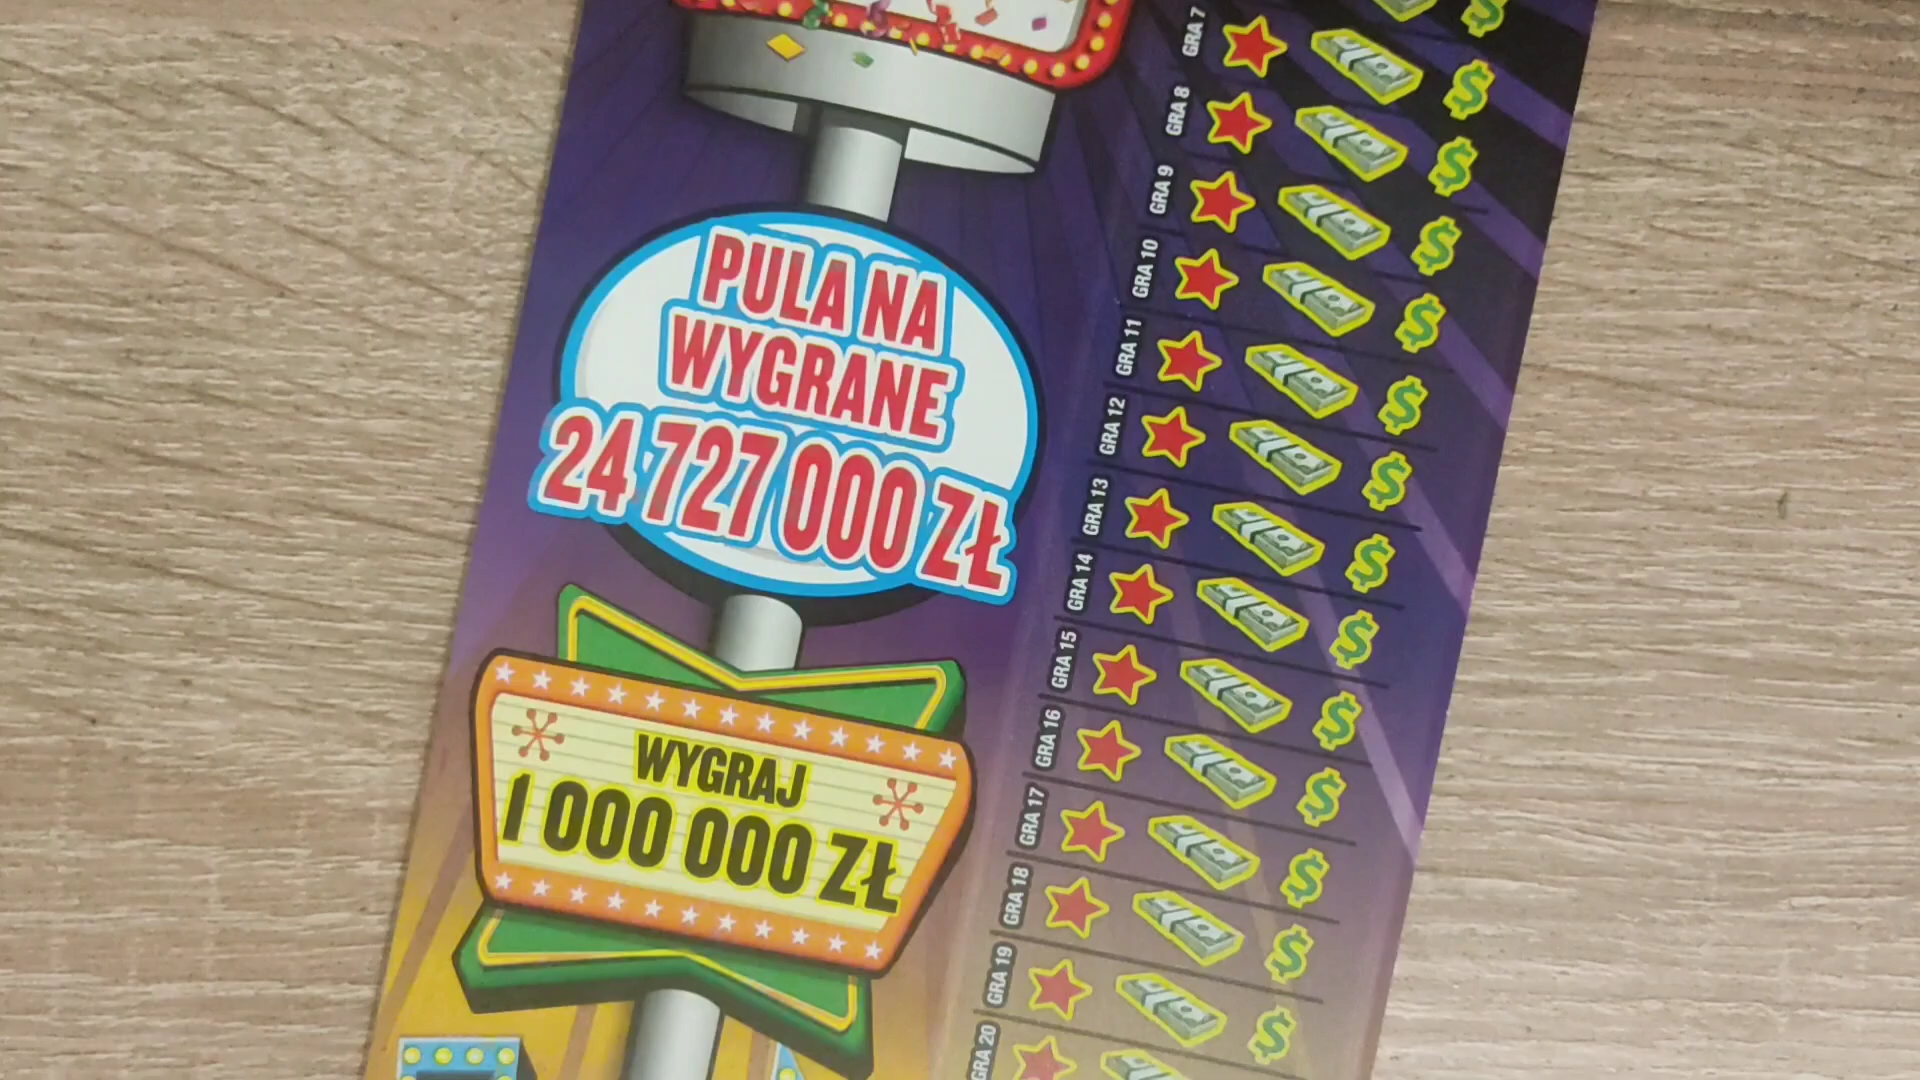 PULA NA
WYGRANE
24 727 000 ZŁ
WYGRAJ
1 000 000 ZŁ
GRA 7
GRA 8
GRA 9
GRA 10
GRA 11
GRA 12
GRA 13
GRA 14
GRA 15
GRA 16
GRA 17
GRA 18
GRA 19
GRA 20